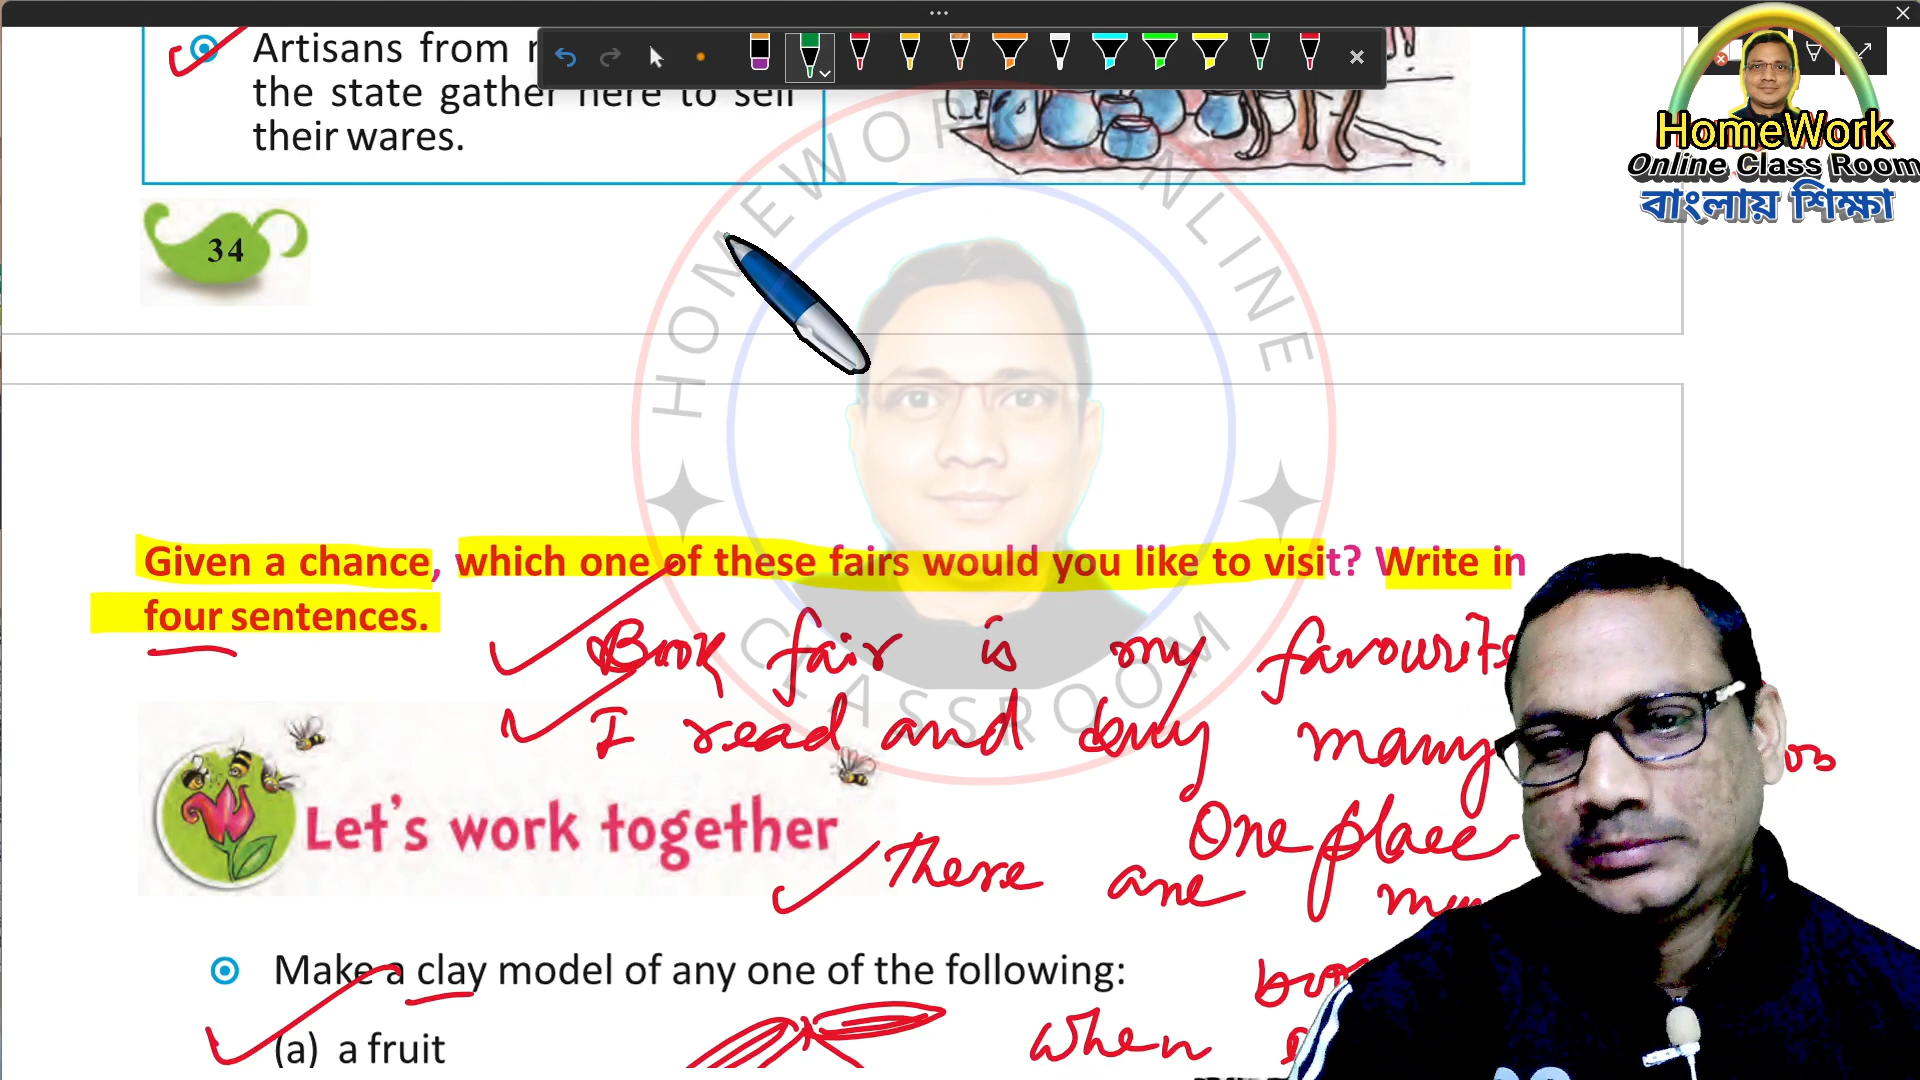 Artisans from
the state gather here to sell
their wares.
34
HomeWork
Online Class Room
বাংলায় শিক্ষা
HOMEWORK ONLINE
CLASSROOM
Given a chance, which one of these fairs would you like to visit? Write in
four sentences.
Book fair is my favourite
I read and buy many
One place
There are
Let's work together
Make a clay model of any one of the following:
(a) a fruit
When